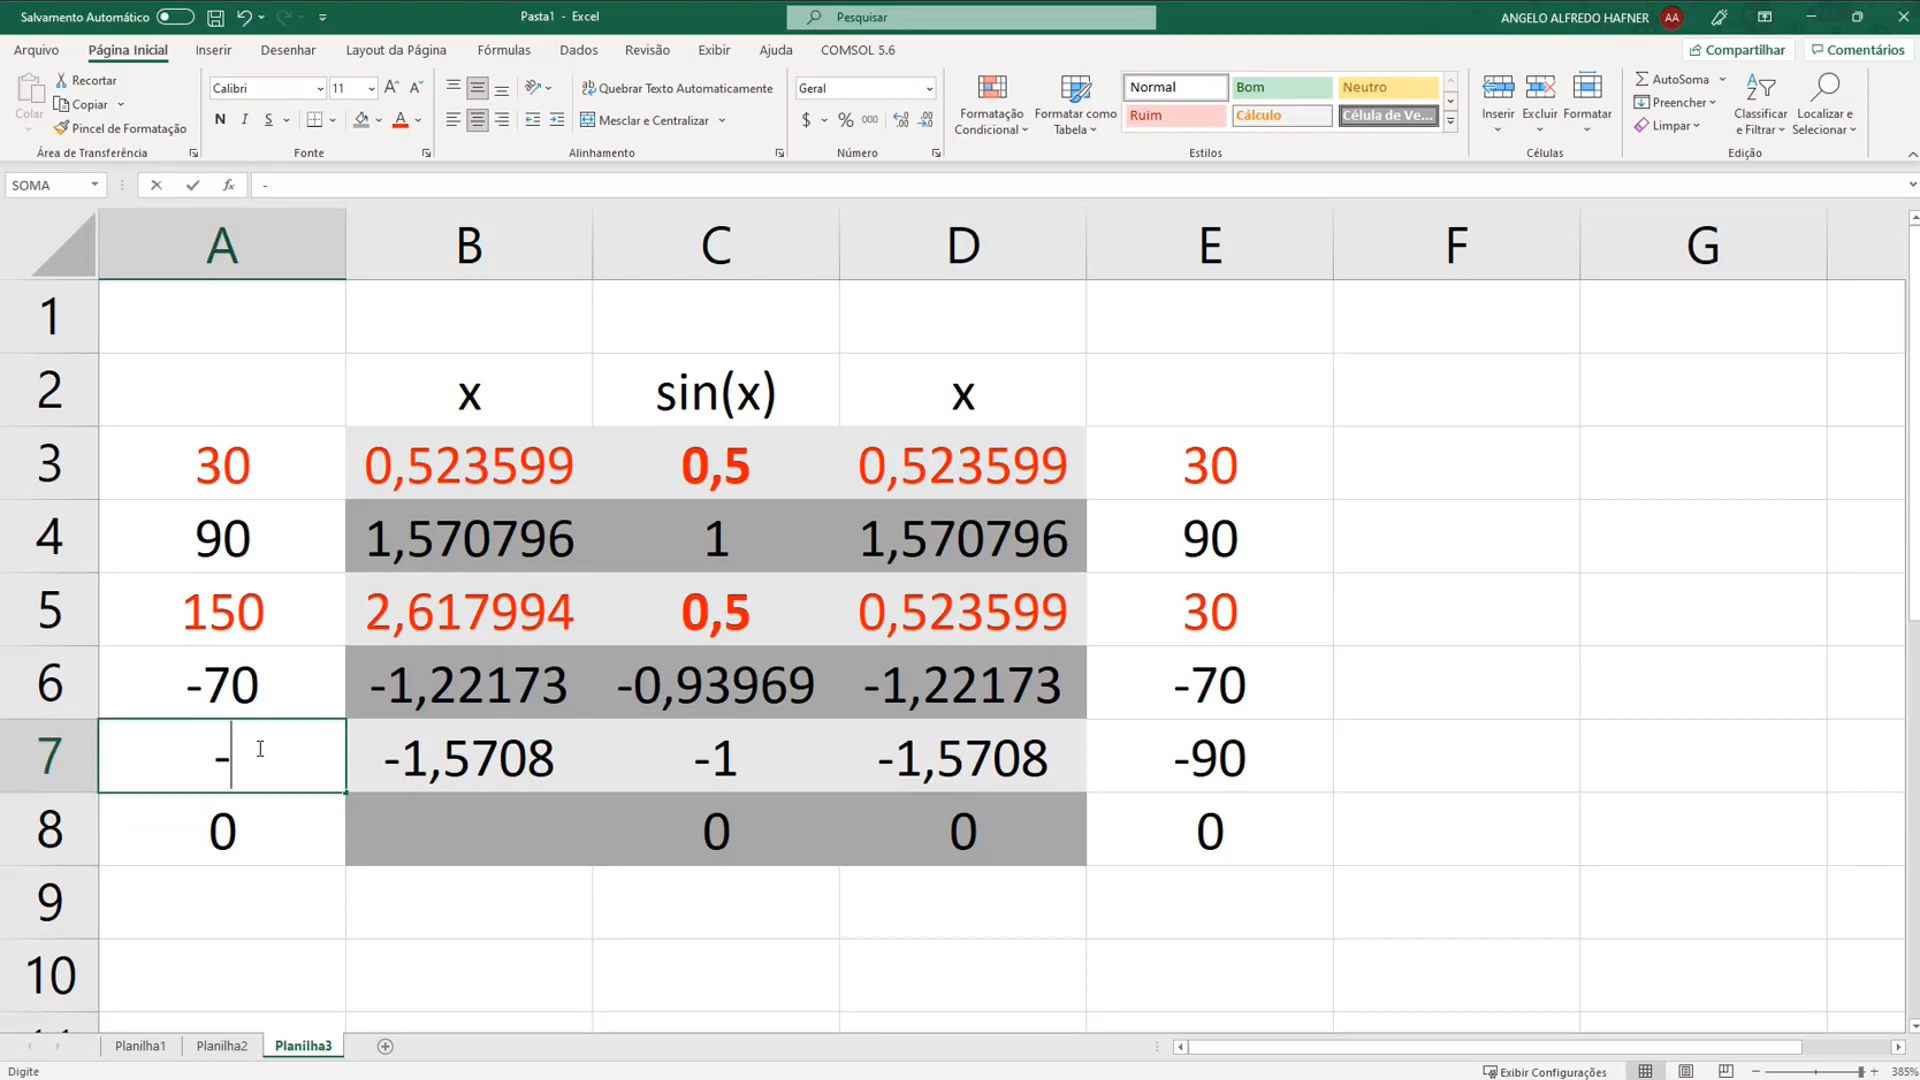 Salvamento Automático
Pasta1 - Excel
Pesquisar
ANGELO ALFREDO HAFNER
AA
Arquivo
Página Inicial
Inserir
Desenhar
Layout da Página
Fórmulas
Dados
Revisão
Exibir
Ajuda
COMSOL 5.6
Compartilhar
Comentários
Colar
Recortar
Copiar
Pincel de Formatação
Área de Transferência
Calibri
11
N I S
Fonte
Quebrar Texto Automaticamente
Mesclar e Centralizar
Alinhamento
Geral
$ % 000
Número
Formatação Condicional
Formatar como Tabela
Normal
Bom
Neutro
Ruim
Cálculo
Célula de Ve...
Estilos
Inserir
Excluir
Formatar
Células
AutoSoma
Preencher
Limpar
Classificar e Filtrar
Localizar e Selecionar
Edição
SOMA
fx
-
A B C D E F G
1
2 x sin(x) x
3 30 0,523599 0,5 0,523599 30
4 90 1,570796 1 1,570796 90
5 150 2,617994 0,5 0,523599 30
6 -70 -1,22173 -0,93969 -1,22173 -70
7 - -1,5708 -1 -1,5708 -90
8 0 0 0 0
9
10
Planilha1
Planilha2
Planilha3
Digite
Exibir Configurações
385%